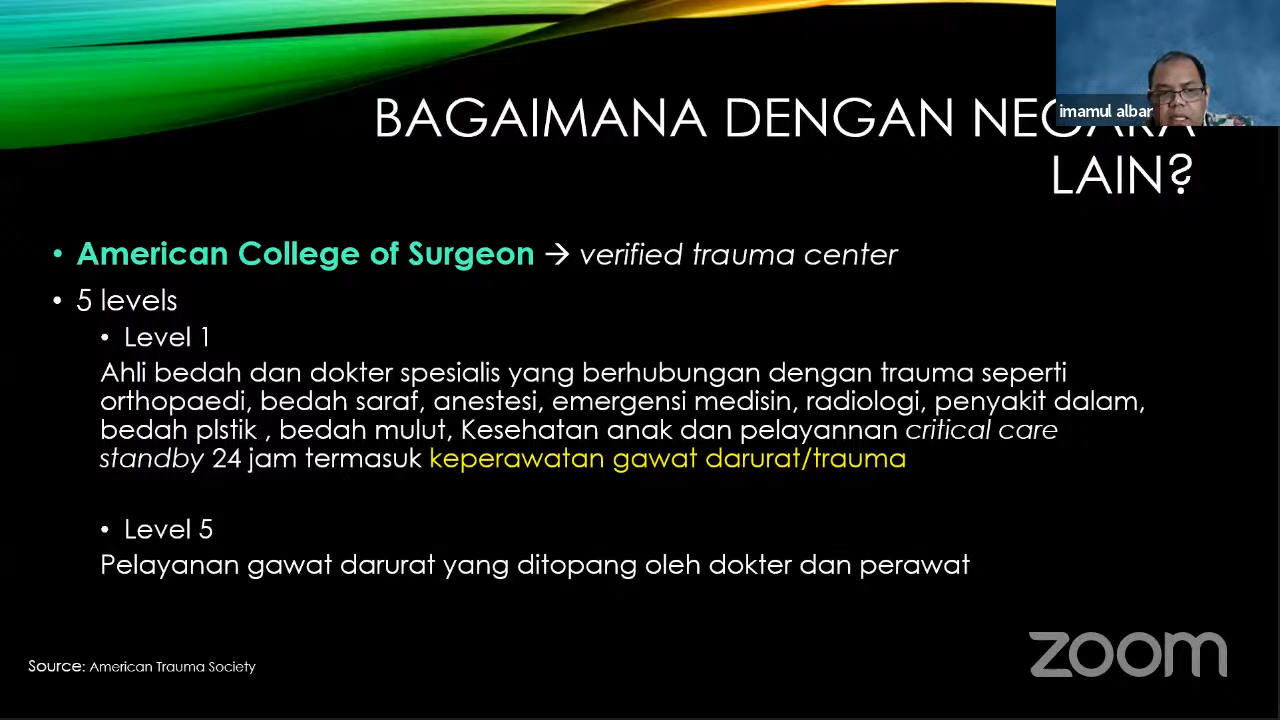 BAGAIMANA DENGAN NEGARA
LAIN?
imamul albar
• American College of Surgeon → verified trauma center
• 5 levels
• Level 1
Ahli bedah dan dokter spesialis yang berhubungan dengan trauma seperti
orthopaedi, bedah saraf, anestesi, emergensi medisin, radiologi, penyakit dalam,
bedah plstik , bedah mulut, Kesehatan anak dan pelayannan critical care
standby 24 jam termasuk keperawatan gawat darurat/trauma
• Level 5
Pelayanan gawat darurat yang ditopang oleh dokter dan perawat
Source: American Trauma Society
zoom